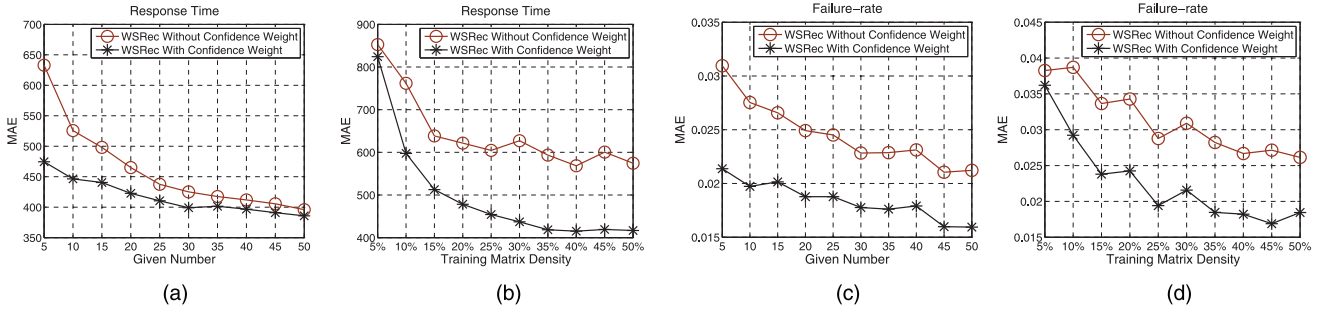 Response Time
700
650
600
550
500
450
400
350
MAE
WSRec Without Confidence Weight
WSRec With Confidence Weight
5 10 15 20 25 30 35 40 45 50
Given Number
(a)
Response Time
900
800
700
600
500
400
MAE
WSRec Without Confidence Weight
WSRec With Confidence Weight
5% 10% 15% 20% 25% 30% 35% 40% 45% 50%
Training Matrix Density
(b)
Failure-rate
0.035
0.03
0.025
0.02
0.015
MAE
WSRec Without Confidence Weight
WSRec With Confidence Weight
5 10 15 20 25 30 35 40 45 50
Given Number
(c)
Failure-rate
0.045
0.04
0.035
0.03
0.025
0.02
0.015
MAE
WSRec Without Confidence Weight
WSRec With Confidence Weight
5% 10% 15% 20% 25% 30% 35% 40% 45% 50%
Training Matrix Density
(d)